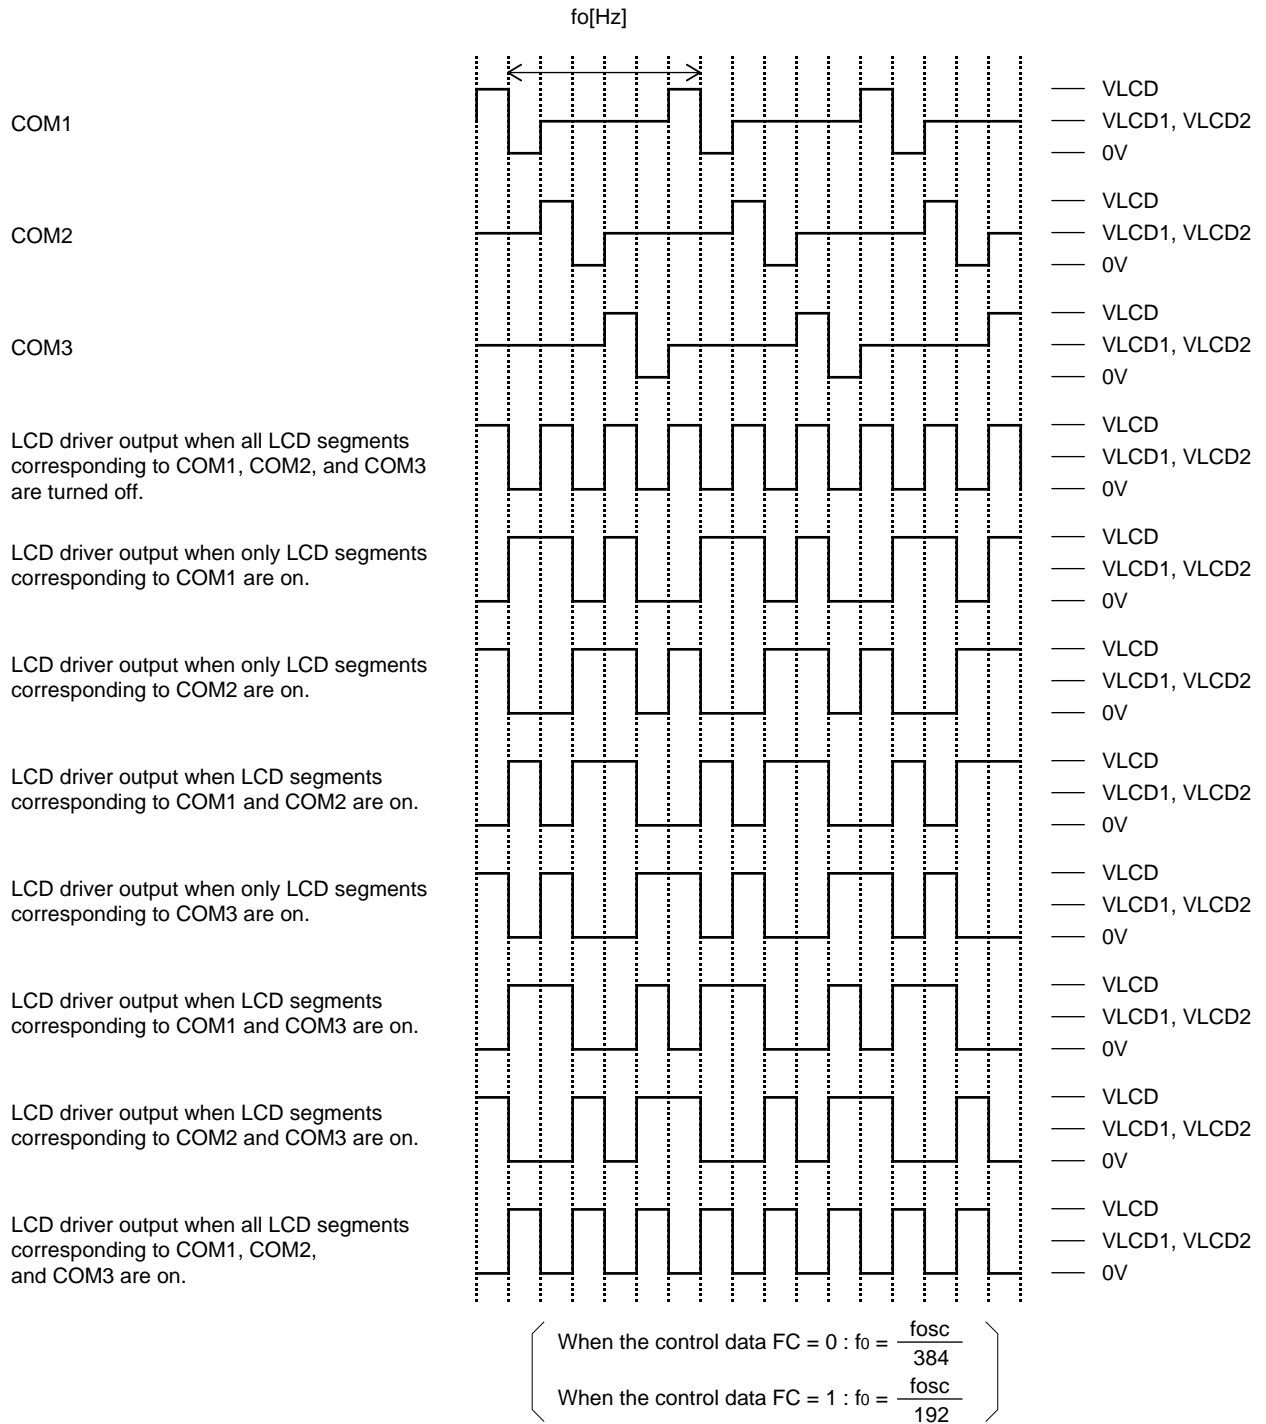 fo[Hz]
COM1
VLCD
VLCD1, VLCD2
0V
COM2
VLCD
VLCD1, VLCD2
0V
COM3
VLCD
VLCD1, VLCD2
0V
LCD driver output when all LCD segments
corresponding to COM1, COM2, and COM3
are turned off.
VLCD
VLCD1, VLCD2
0V
LCD driver output when only LCD segments
corresponding to COM1 are on.
VLCD
VLCD1, VLCD2
0V
LCD driver output when only LCD segments
corresponding to COM2 are on.
VLCD
VLCD1, VLCD2
0V
LCD driver output when LCD segments
corresponding to COM1 and COM2 are on.
VLCD
VLCD1, VLCD2
0V
LCD driver output when only LCD segments
corresponding to COM3 are on.
VLCD
VLCD1, VLCD2
0V
LCD driver output when LCD segments
corresponding to COM1 and COM3 are on.
VLCD
VLCD1, VLCD2
0V
LCD driver output when LCD segments
corresponding to COM2 and COM3 are on.
VLCD
VLCD1, VLCD2
0V
LCD driver output when all LCD segments
corresponding to COM1, COM2,
and COM3 are on.
VLCD
VLCD1, VLCD2
0V
When the control data FC = 0 : f0 = fosc
384
When the control data FC = 1 : f0 = fosc
192